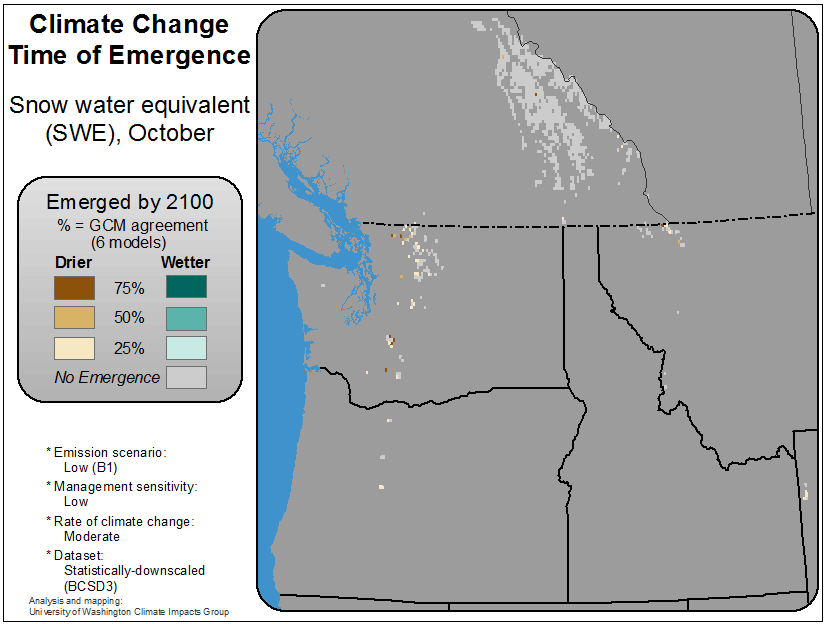 Climate Change
Time of Emergence
Snow water equivalent
(SWE), October
Emerged by 2100
% = GCM agreement
(6 models)
Drier Wetter
75%
50%
25%
No Emergence
* Emission scenario:
Low (B1)
* Management sensitivity:
Low
* Rate of climate change:
Moderate
* Dataset:
Statistically-downscaled
(BCSD3)
Analysis and mapping:
University of Washington Climate Impacts Group